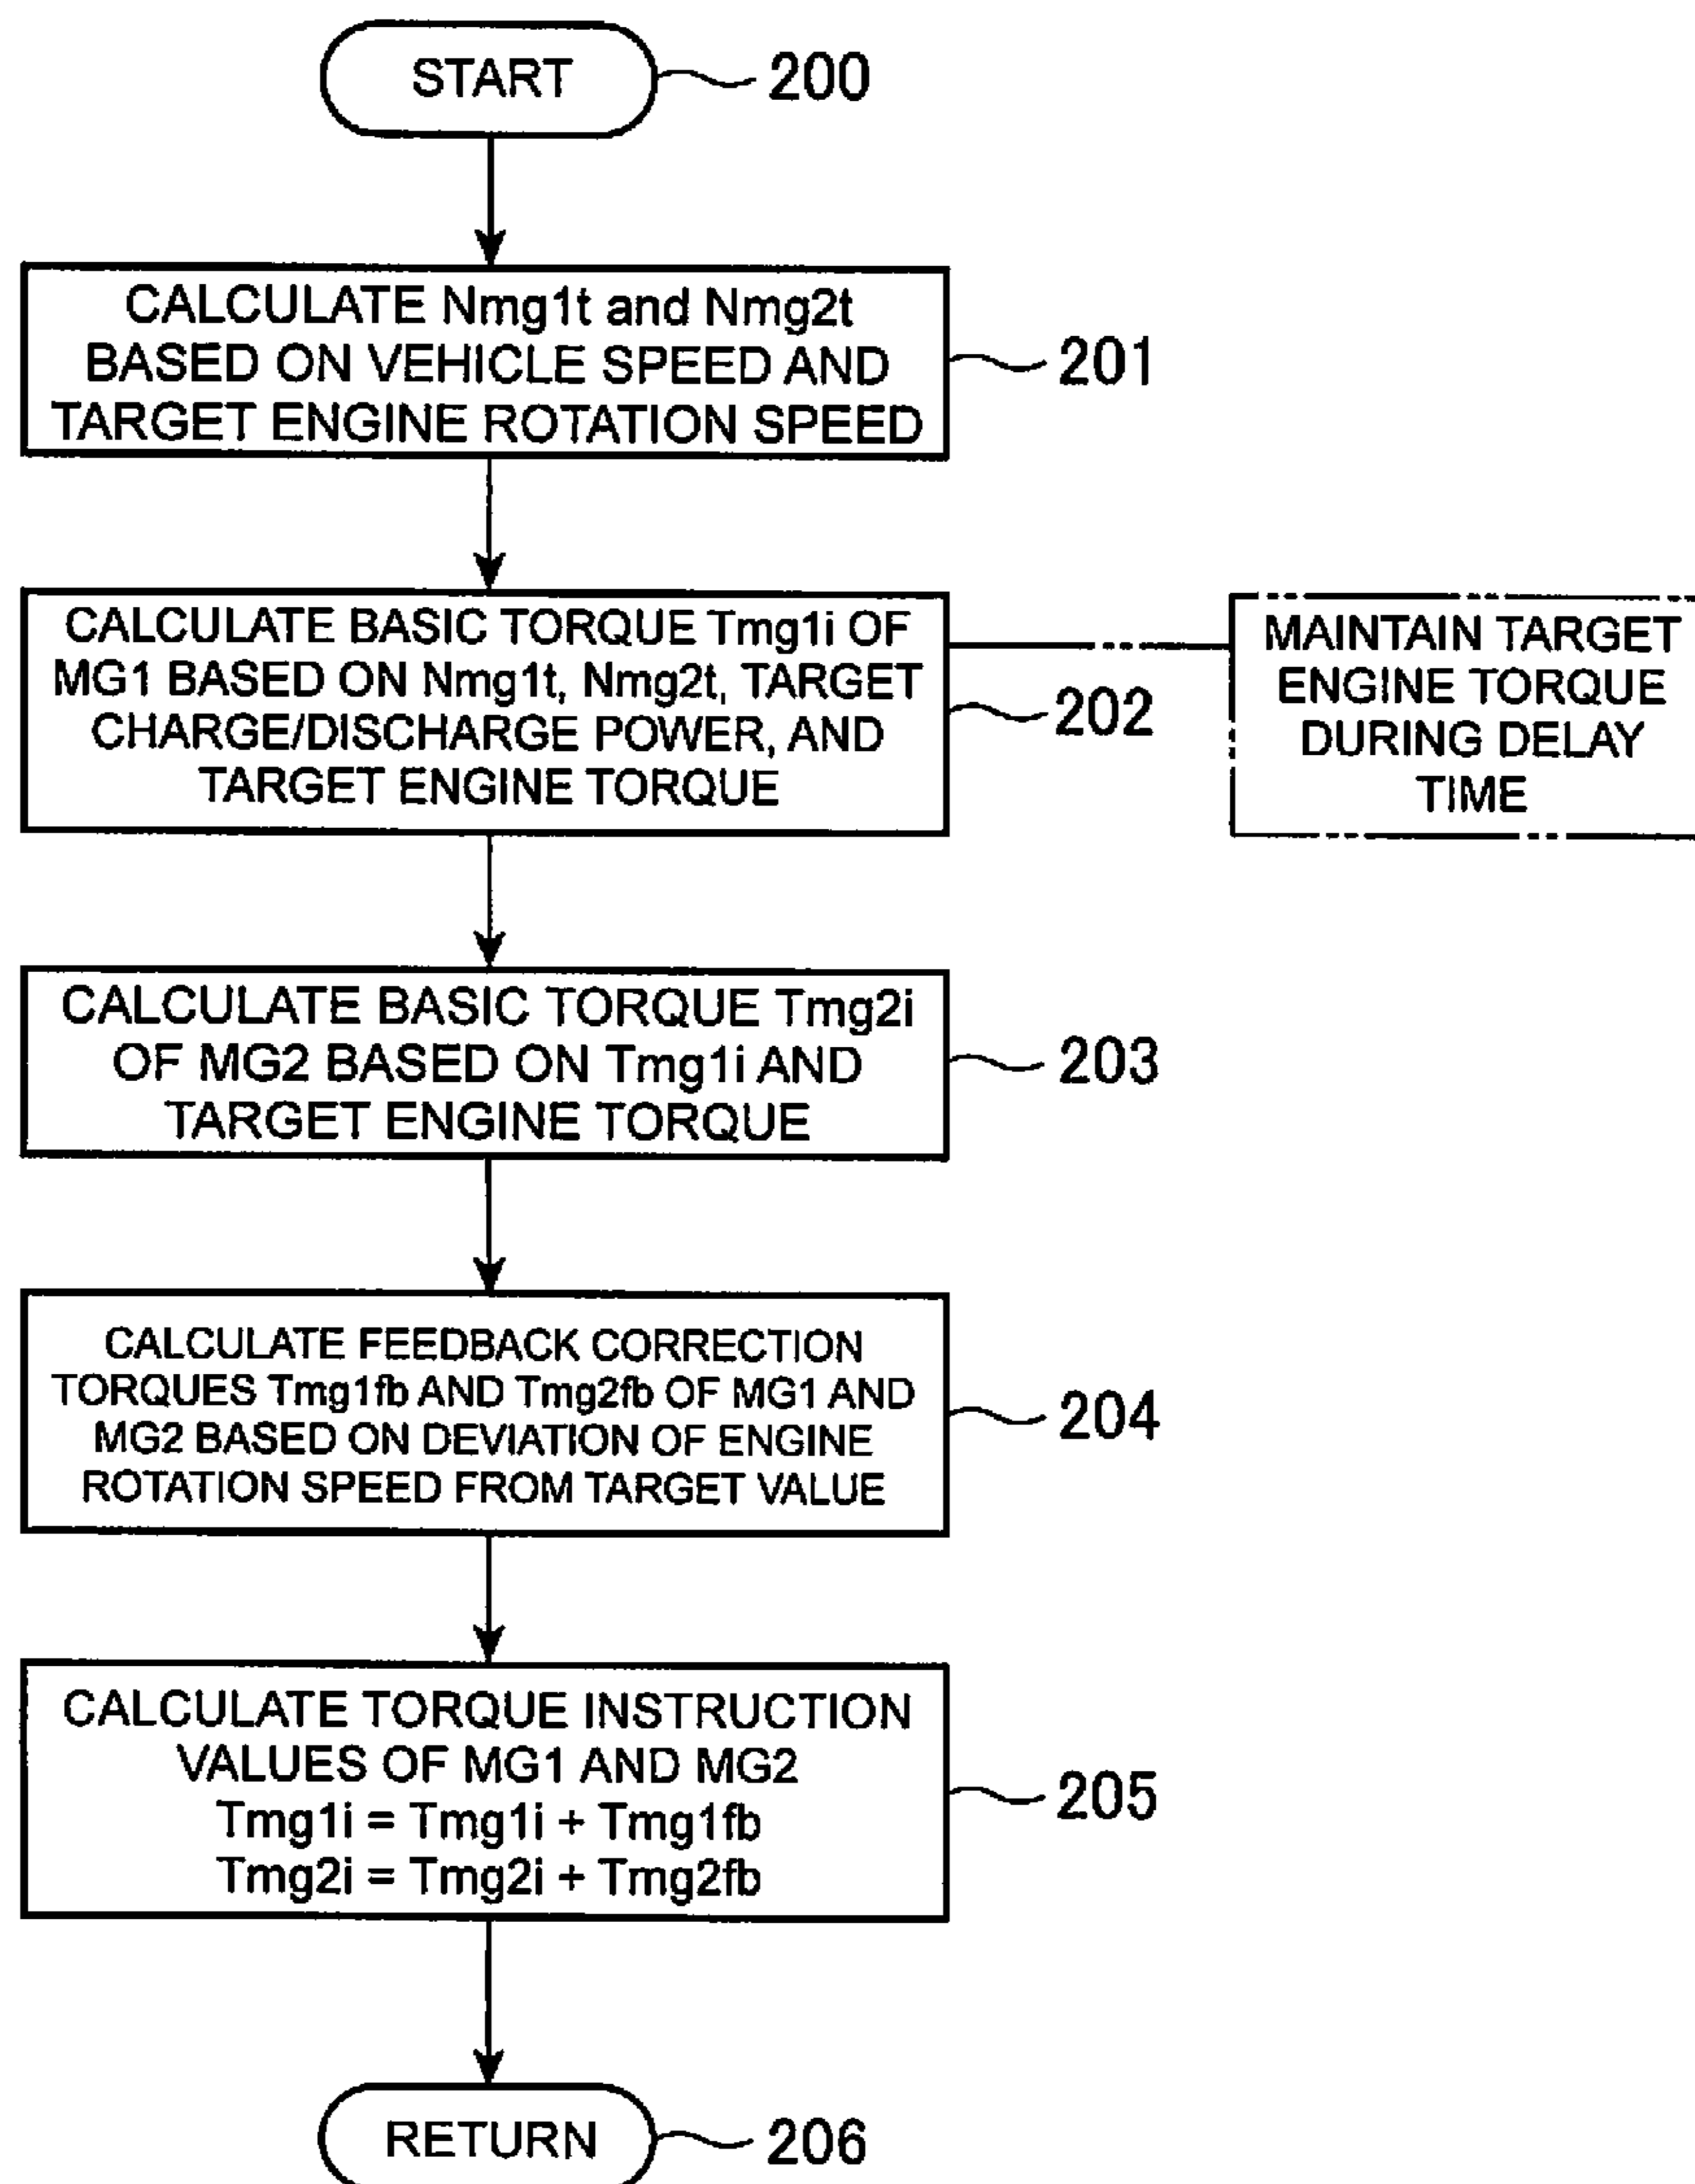 START
200
CALCULATE Nmg1t and Nmg2t
BASED ON VEHICLE SPEED AND
TARGET ENGINE ROTATION SPEED
201
CALCULATE BASIC TORQUE Tmg1i OF
MG1 BASED ON Nmg1t, Nmg2t, TARGET
CHARGE/DISCHARGE POWER, AND
TARGET ENGINE TORQUE
202
MAINTAIN TARGET
ENGINE TORQUE
DURING DELAY
TIME
CALCULATE BASIC TORQUE Tmg2i
OF MG2 BASED ON Tmg1i AND
TARGET ENGINE TORQUE
203
CALCULATE FEEDBACK CORRECTION
TORQUES Tmg1fb AND Tmg2fb OF MG1 AND
MG2 BASED ON DEVIATION OF ENGINE
ROTATION SPEED FROM TARGET VALUE
204
CALCULATE TORQUE INSTRUCTION
VALUES OF MG1 AND MG2
Tmg1i = Tmg1i + Tmg1fb
Tmg2i = Tmg2i + Tmg2fb
205
RETURN
206